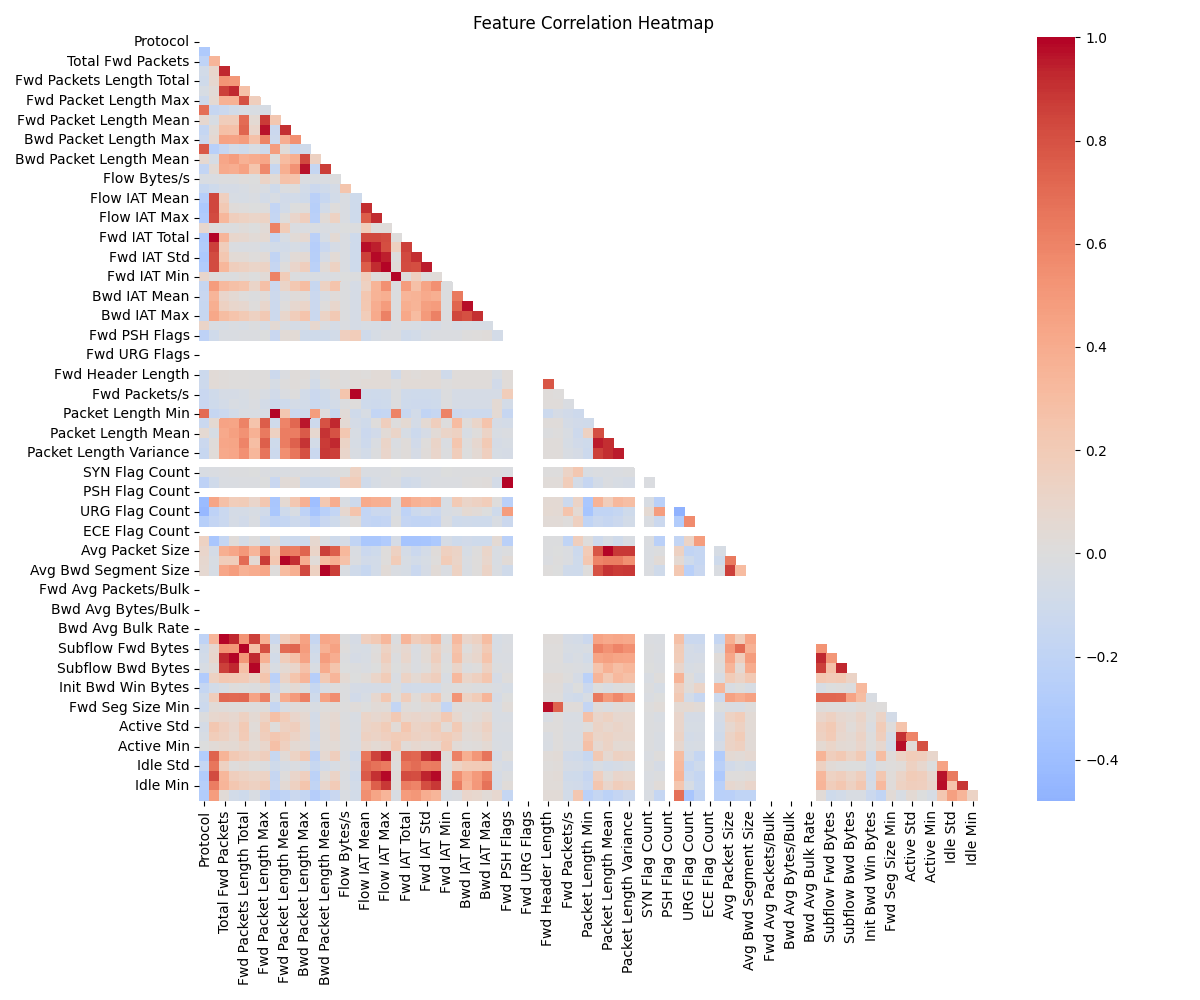 Feature Correlation Heatmap
Protocol
Total Fwd Packets
Fwd Packets Length Total
Fwd Packet Length Max
Fwd Packet Length Mean
Bwd Packet Length Max
Bwd Packet Length Mean
Flow Bytes/s
Flow IAT Mean
Flow IAT Max
Fwd IAT Total
Fwd IAT Std
Fwd IAT Min
Bwd IAT Mean
Bwd IAT Max
Fwd PSH Flags
Fwd URG Flags
Fwd Header Length
Fwd Packets/s
Packet Length Min
Packet Length Mean
Packet Length Variance
SYN Flag Count
PSH Flag Count
URG Flag Count
ECE Flag Count
Avg Packet Size
Avg Bwd Segment Size
Fwd Avg Packets/Bulk
Bwd Avg Bytes/Bulk
Bwd Avg Bulk Rate
Subflow Fwd Bytes
Subflow Bwd Bytes
Init Bwd Win Bytes
Fwd Seg Size Min
Active Std
Active Min
Idle Std
Idle Min
Protocol
Total Fwd Packets
Fwd Packets Length Total
Fwd Packet Length Max
Fwd Packet Length Mean
Bwd Packet Length Max
Bwd Packet Length Mean
Flow Bytes/s
Flow IAT Mean
Flow IAT Max
Fwd IAT Total
Fwd IAT Std
Fwd IAT Min
Bwd IAT Mean
Bwd IAT Max
Fwd PSH Flags
Fwd URG Flags
Fwd Header Length
Fwd Packets/s
Packet Length Min
Packet Length Mean
Packet Length Variance
SYN Flag Count
PSH Flag Count
URG Flag Count
ECE Flag Count
Avg Packet Size
Avg Bwd Segment Size
Fwd Avg Packets/Bulk
Bwd Avg Bytes/Bulk
Bwd Avg Bulk Rate
Subflow Fwd Bytes
Subflow Bwd Bytes
Init Bwd Win Bytes
Fwd Seg Size Min
Active Std
Active Min
Idle Std
Idle Min
1.0
0.8
0.6
0.4
0.2
0.0
−0.2
−0.4